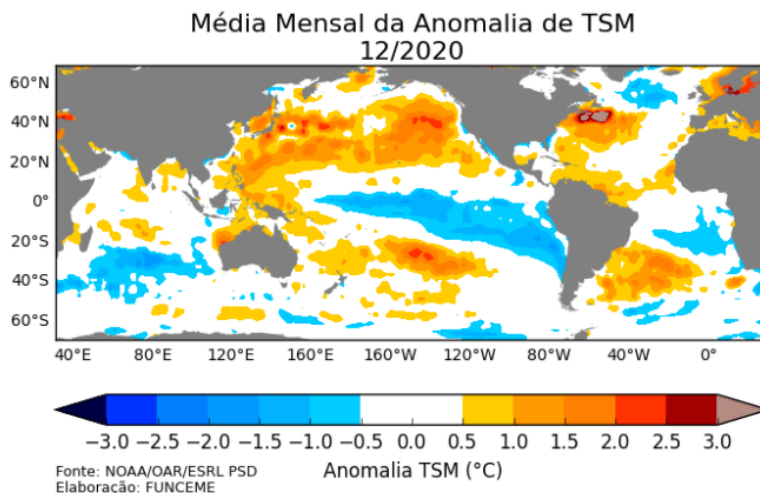 Média Mensal da Anomalia de TSM
12/2020
60°N
40°N
20°N
0°
20°S
40°S
60°S
40°E 80°E 120°E 160°E 160°W 120°W 80°W 40°W 0°
−3.0 −2.5 −2.0 −1.5 −1.0 −0.5 0.0 0.5 1.0 1.5 2.0 2.5 3.0
Anomalia TSM (°C)
Fonte: NOAA/OAR/ESRL PSD
Elaboração: FUNCEME